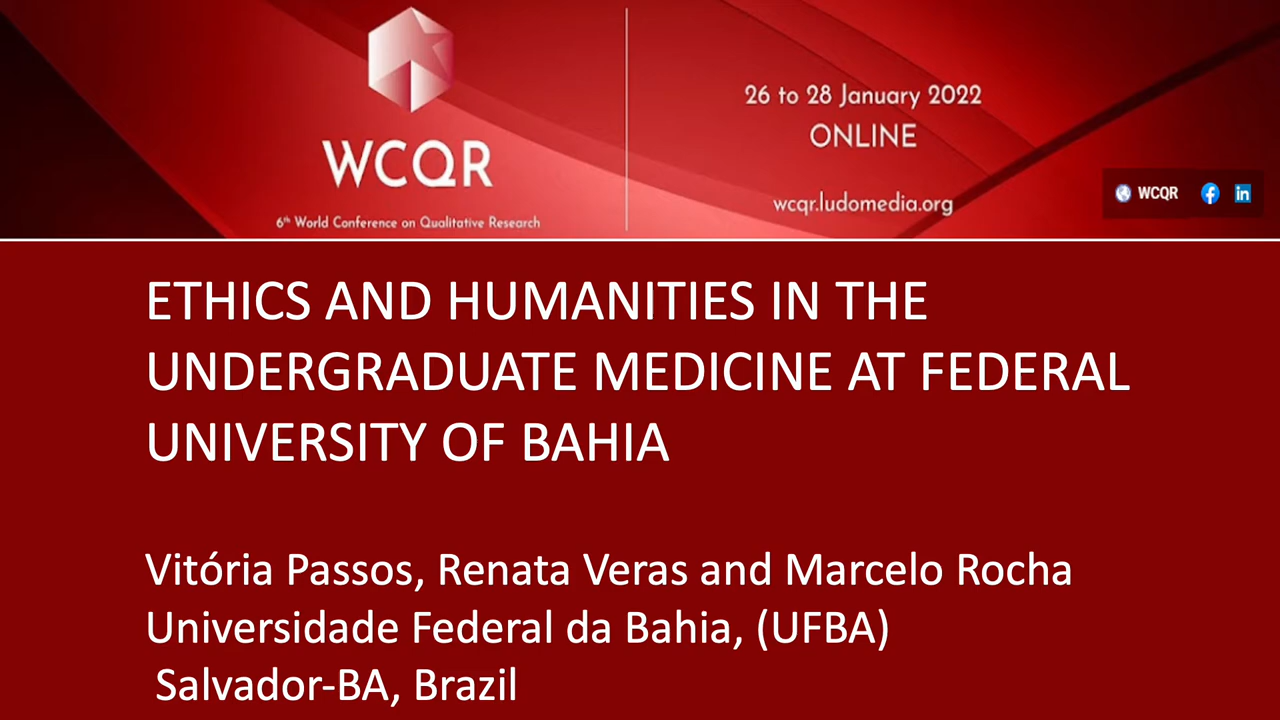 WCQR
6th World Conference on Qualitative Research
26 to 28 January 2022
ONLINE
wcqr.ludomedia.org
WCQR
ETHICS AND HUMANITIES IN THE
UNDERGRADUATE MEDICINE AT FEDERAL
UNIVERSITY OF BAHIA
Vitória Passos, Renata Veras and Marcelo Rocha
Universidade Federal da Bahia, (UFBA)
Salvador-BA, Brazil